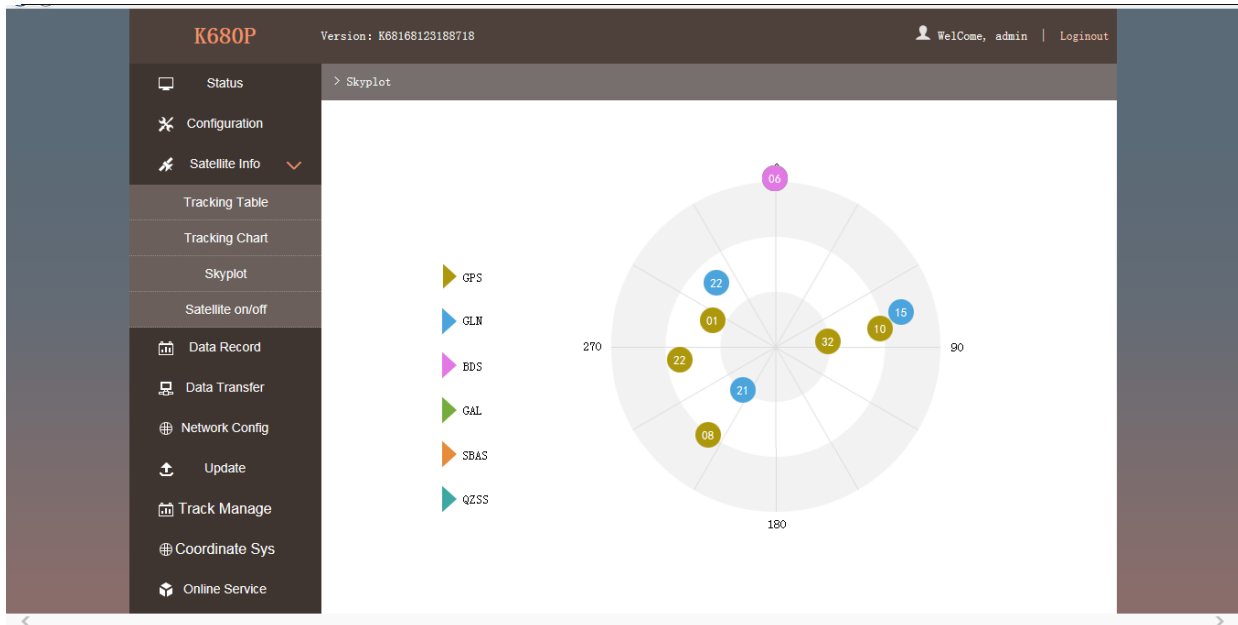 K680P
Version: K68168123188718
WelCome, admin | Loginout
Status
> Skyplot
Configuration
Satellite Info
Tracking Table
Tracking Chart
Skyplot
Satellite on/off
Data Record
Data Transfer
Network Config
Update
Track Manage
Coordinate Sys
Online Service
GPS
GLN
BDS
GAL
SBAS
QZSS
06
22
15
01
10
32
270
90
22
21
08
180